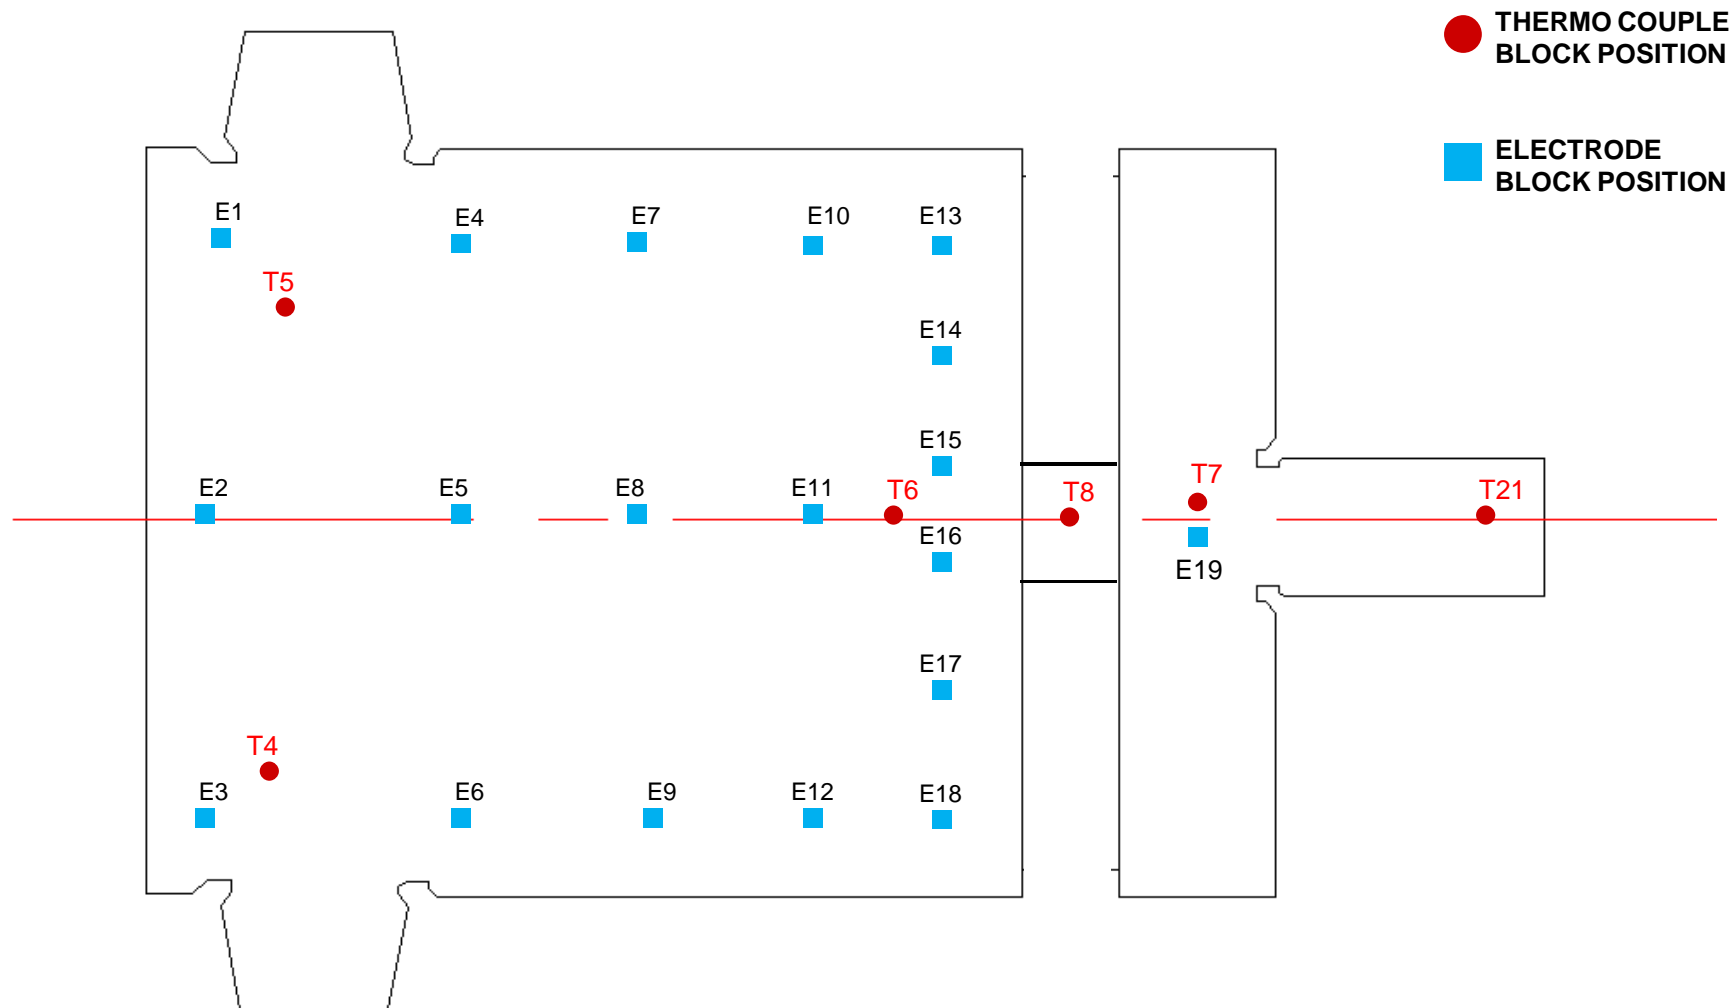 THERMO COUPLE
BLOCK POSITION
ELECTRODE
BLOCK POSITION
E1
E4
E7
E10
E13
T5
E14
E15
E2
E5
E8
E11
T6
T8
T7
T21
E16
E19
E17
T4
E3
E6
E9
E12
E18